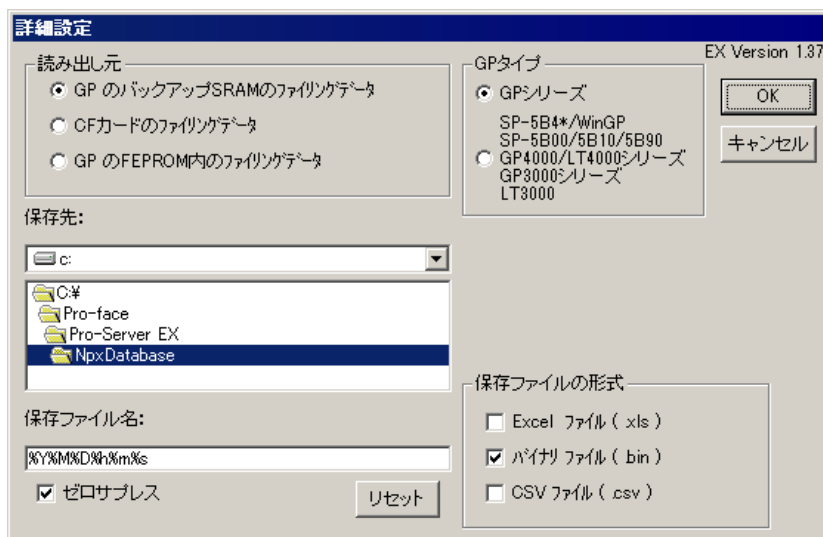 詳細設定
EX Version 1.37
読み出し元
GP のバックアップSRAMのファイリングデータ
CFカードのファイリングデータ
GP のFEPROM内のファイリングデータ
GPタイプ
GPシリーズ
SP-5B4*/WinGP
SP-5B00/5B10/5B90
GP4000/LT4000シリーズ
GP3000シリーズ
LT3000
OK
キャンセル
保存先:
c:
C:¥
Pro-face
Pro-Server EX
NpxDatabase
保存ファイル名:
%Y%M%D%h%m%s
ゼロサプレス
リセット
保存ファイルの形式
Excel ファイル ( .xls )
バイナリ ファイル ( .bin )
CSV ファイル ( .csv )